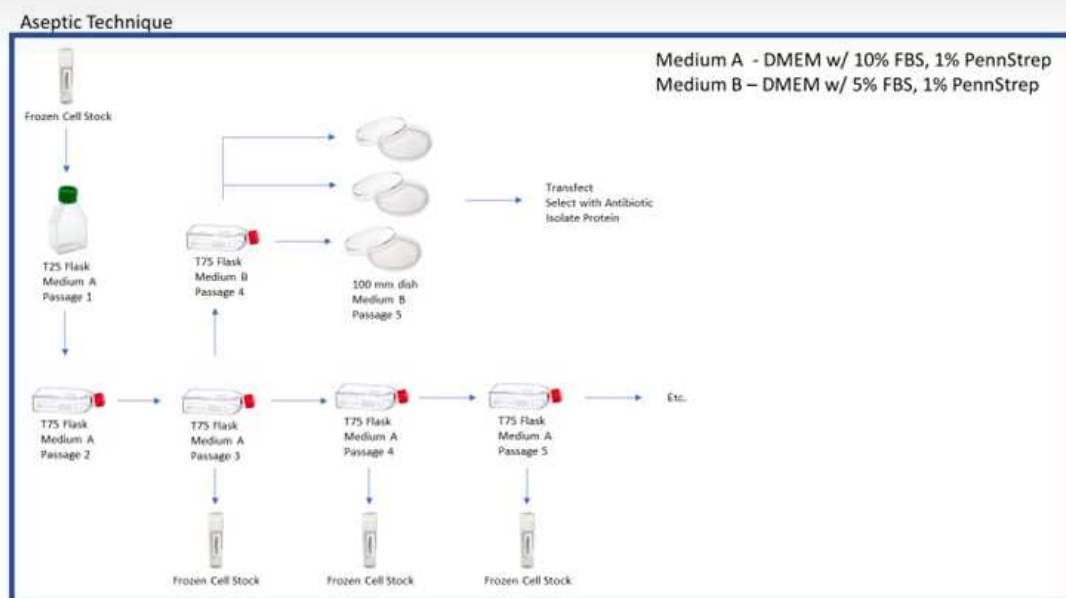 Aseptic Technique
Medium A - DMEM w/ 10% FBS, 1% PennStrep
Medium B – DMEM w/ 5% FBS, 1% PennStrep
Frozen Cell Stock
T25 Flask
Medium A
Passage 1
T75 Flask
Medium B
Passage 4
100 mm dish
Medium B
Passage 5
Transfect
Select with Antibiotic
Isolate Protein
T75 Flask
Medium A
Passage 2
T75 Flask
Medium A
Passage 3
T75 Flask
Medium A
Passage 4
T75 Flask
Medium A
Passage 5
Etc.
Frozen Cell Stock
Frozen Cell Stock
Frozen Cell Stock